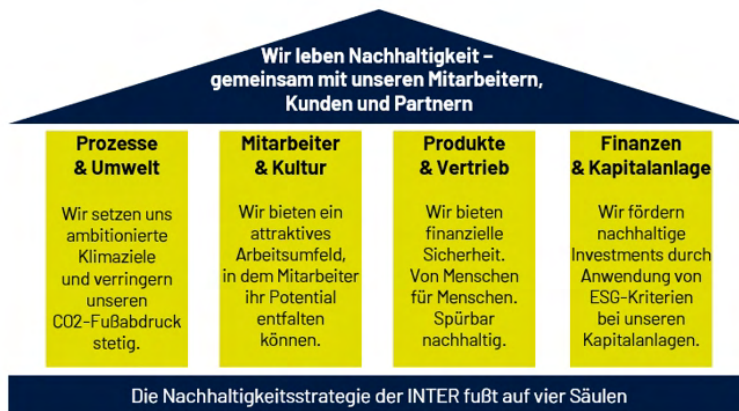 Wir leben Nachhaltigkeit –
gemeinsam mit unseren Mitarbeitern,
Kunden und Partnern
Prozesse
& Umwelt
Wir setzen uns
ambitionierte
Klimaziele
und verringern
unseren
CO2-Fußabdruck
stetig.
Mitarbeiter
& Kultur
Wir bieten ein
attraktives
Arbeitsumfeld,
in dem Mitarbeiter
ihr Potential
entfalten
können.
Produkte
& Vertrieb
Wir bieten
finanzielle
Sicherheit.
Von Menschen
für Menschen.
Spürbar
nachhaltig.
Finanzen
& Kapitalanlage
Wir fördern
nachhaltige
Investments durch
Anwendung von
ESG-Kriterien
bei unseren
Kapitalanlagen.
Die Nachhaltigkeitsstrategie der INTER fußt auf vier Säulen